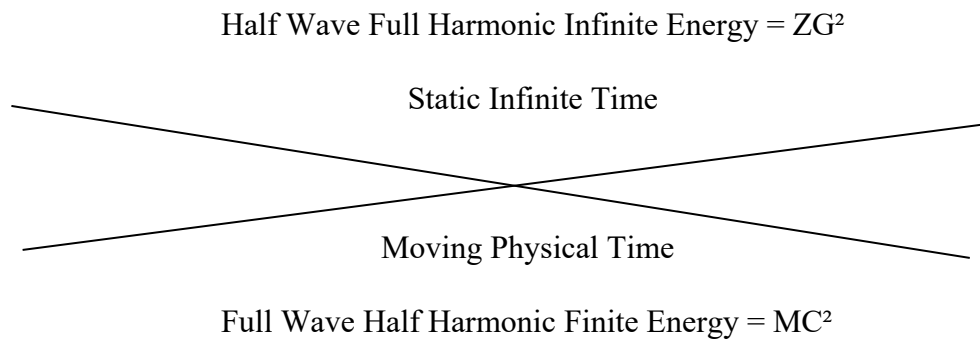 Half Wave Full Harmonic Infinite Energy = ZG²
Static Infinite Time
Moving Physical Time
Full Wave Half Harmonic Finite Energy = MC²